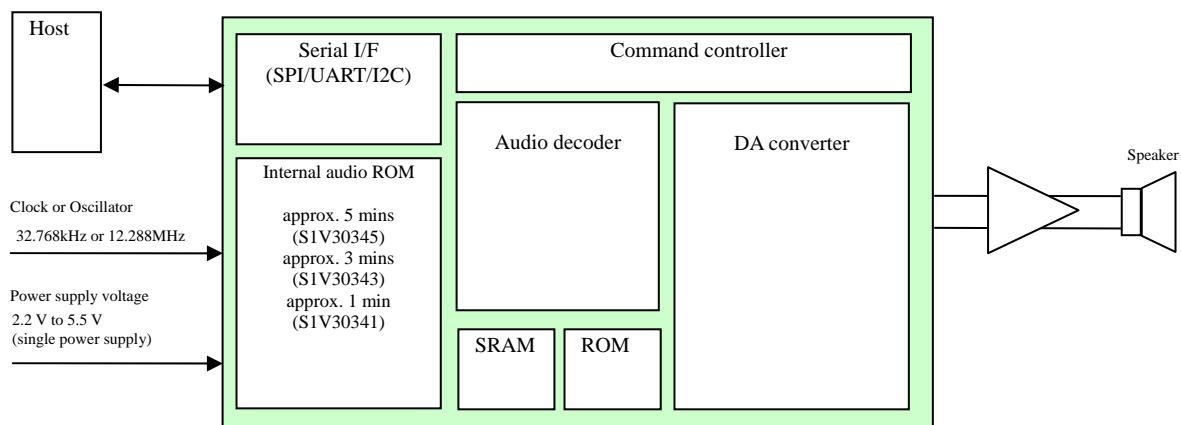 Host
Serial I/F
(SPI/UART/I2C)
Command controller
Audio decoder
DA converter
Speaker
Internal audio ROM
approx. 5 mins
(S1V30345)
approx. 3 mins
(S1V30343)
approx. 1 min
(S1V30341)
Clock or Oscillator
32.768kHz or 12.288MHz
Power supply voltage
2.2 V to 5.5 V
(single power supply)
SRAM
ROM